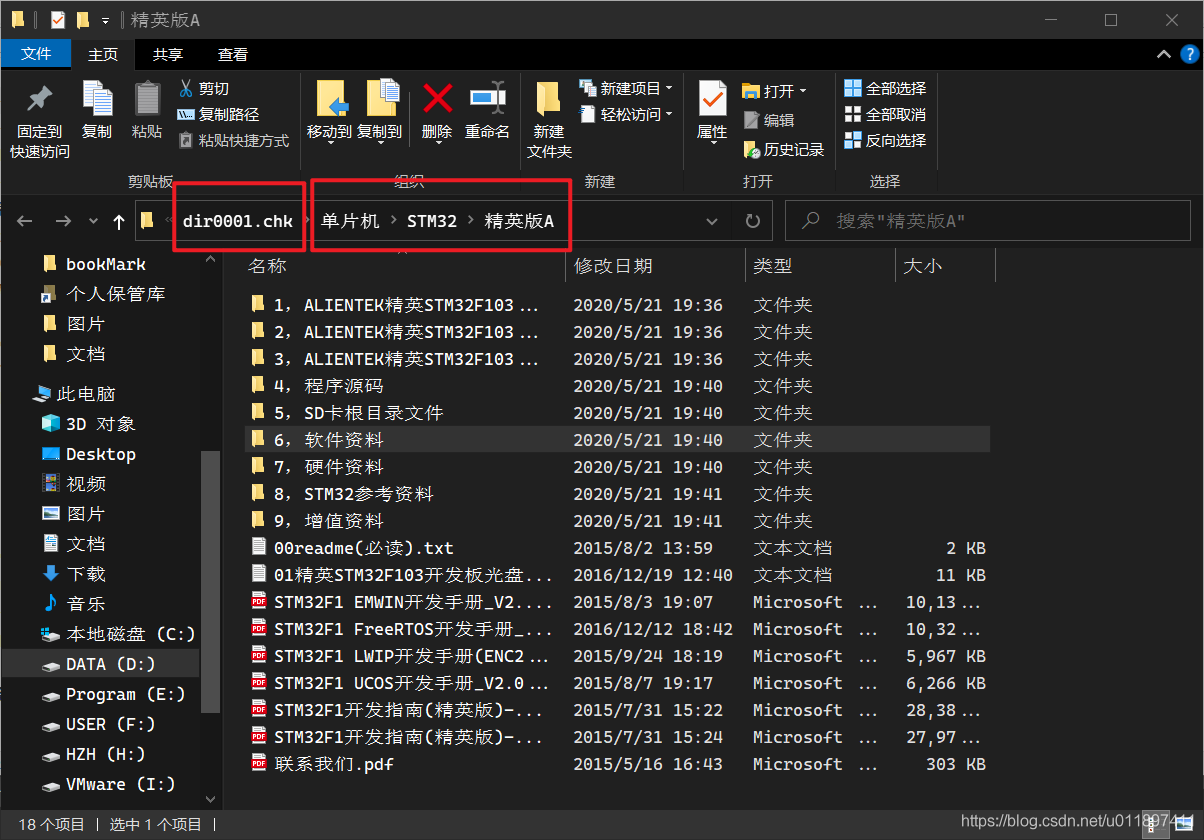 精英版A
文件 主页 共享 查看
固定到快速访问 复制 粘贴 剪切 复制路径 粘贴快捷方式 移动到 复制到 删除 重命名 新建文件夹 新建项目 轻松访问 属性 打开 编辑 历史记录 全部选择 全部取消 反向选择
剪贴板 组织 新建 打开 选择
dir0001.chk 单片机 STM32 精英版A 搜索"精英版A"
名称 修改日期 类型 大小
1, ALIENTEK精英STM32F103 ... 2020/5/21 19:36 文件夹
2, ALIENTEK精英STM32F103 ... 2020/5/21 19:36 文件夹
3, ALIENTEK精英STM32F103 ... 2020/5/21 19:36 文件夹
4, 程序源码 2020/5/21 19:40 文件夹
5, SD卡根目录文件 2020/5/21 19:40 文件夹
6, 软件资料 2020/5/21 19:40 文件夹
7, 硬件资料 2020/5/21 19:40 文件夹
8, STM32参考资料 2020/5/21 19:41 文件夹
9, 增值资料 2020/5/21 19:41 文件夹
00readme(必读).txt 2015/8/2 13:59 文本文档 2 KB
01精英STM32F103开发板光盘... 2016/12/19 12:40 文本文档 11 KB
STM32F1 EMWIN开发手册_V2.... 2015/8/3 19:07 Microsoft ... 10,13...
STM32F1 FreeRTOS开发手册_... 2016/12/12 18:42 Microsoft ... 10,32...
STM32F1 LWIP开发手册(ENC2 ... 2015/9/24 18:19 Microsoft ... 5,967 KB
STM32F1 UCOS开发手册_V2.0 ... 2015/8/7 19:17 Microsoft ... 6,266 KB
STM32F1开发指南(精英版)-... 2015/7/31 15:22 Microsoft ... 28,38...
STM32F1开发指南(精英版)-... 2015/7/31 15:24 Microsoft ... 27,97...
联系我们.pdf 2015/5/16 16:43 Microsoft ... 303 KB
bookMark
个人保管库
图片
文档
此电脑
3D 对象
Desktop
视频
图片
文档
下载
音乐
本地磁盘 (C:)
DATA (D:)
Program (E:)
USER (F:)
HZH (H:)
VMware (I:)
18 个项目 选中 1 个项目
https://blog.csdn.net/u011897411